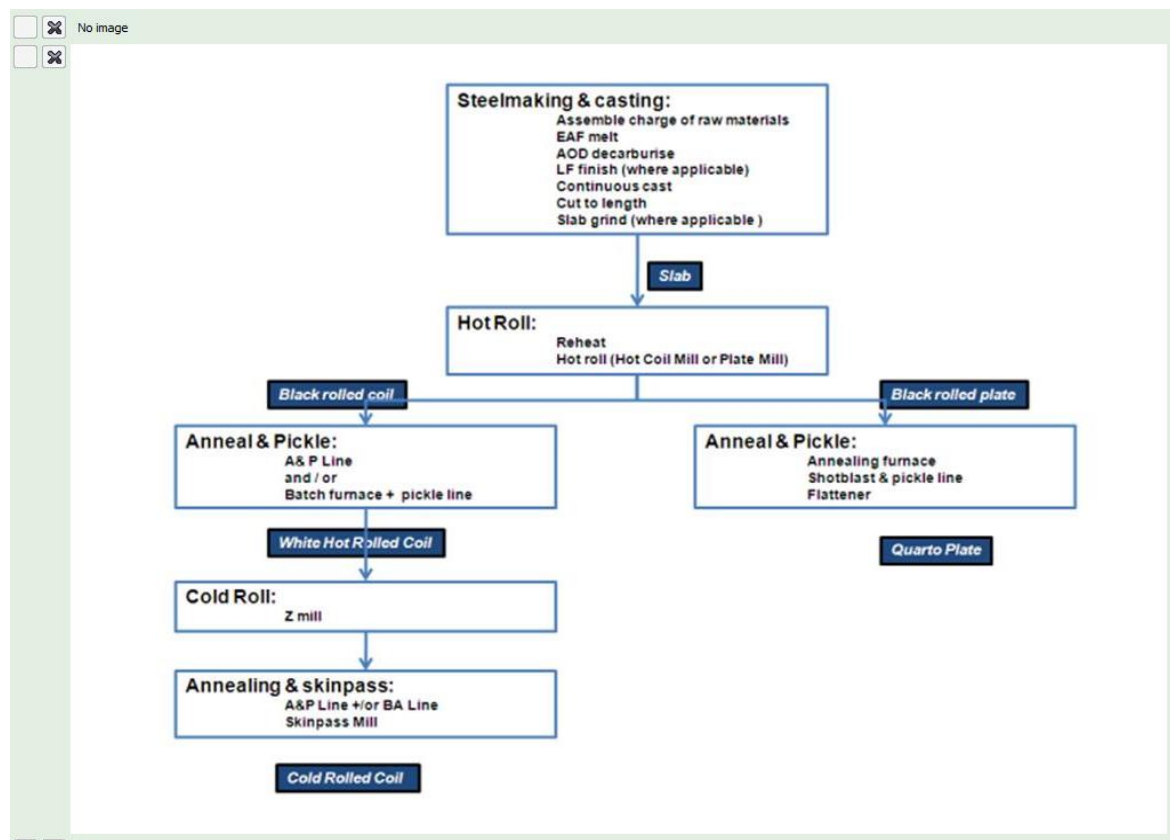 No image
Steelmaking & casting:
Assemble charge of raw materials
EAF melt
AOD decarburise
LF finish (where applicable)
Continuous cast
Cut to length
Slab grind (where applicable )
Slab
Hot Roll:
Reheat
Hot roll (Hot Coil Mill or Plate Mill)
Black rolled coil
Black rolled plate
Anneal & Pickle:
A& P Line
and / or
Batch furnace + pickle line
Anneal & Pickle:
Annealing furnace
Shotblast & pickle line
Flattener
White Hot Rolled Coil
Quarto Plate
Cold Roll:
Z mill
Annealing & skinpass:
A&P Line +/or BA Line
Skinpass Mill
Cold Rolled Coil